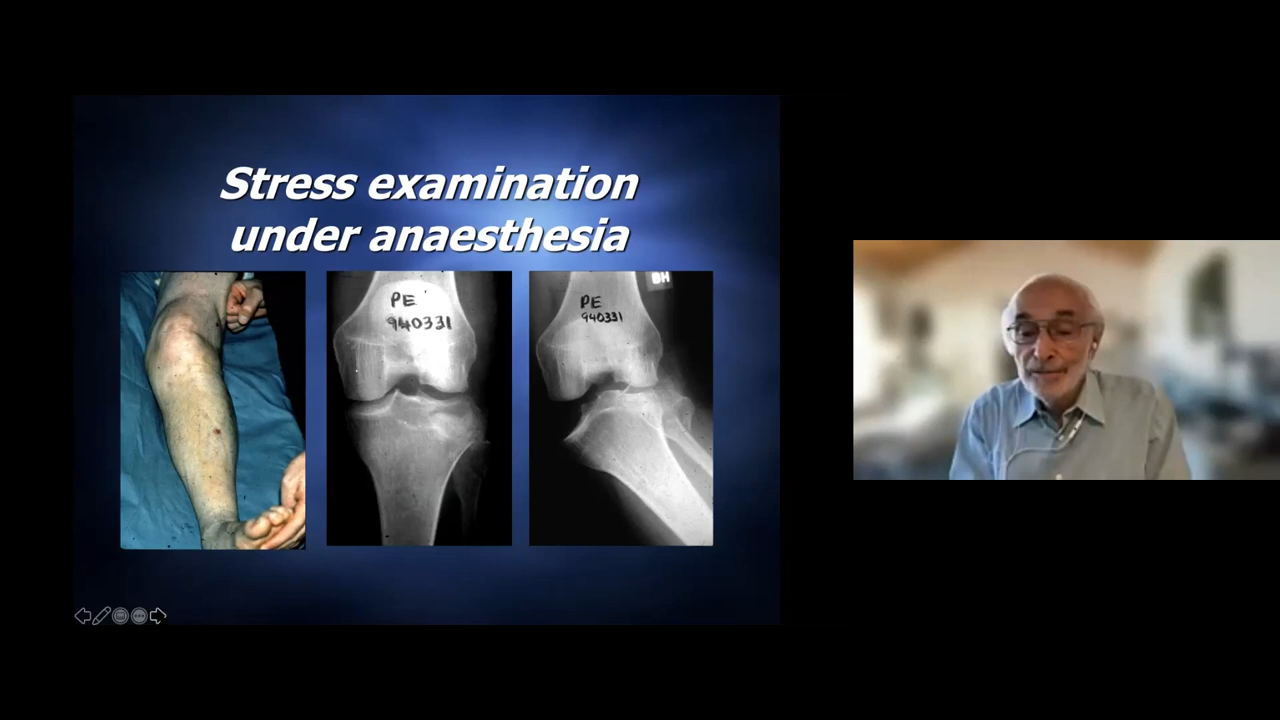 Stress examination
under anaesthesia
PE
940331
BH
PE
940331